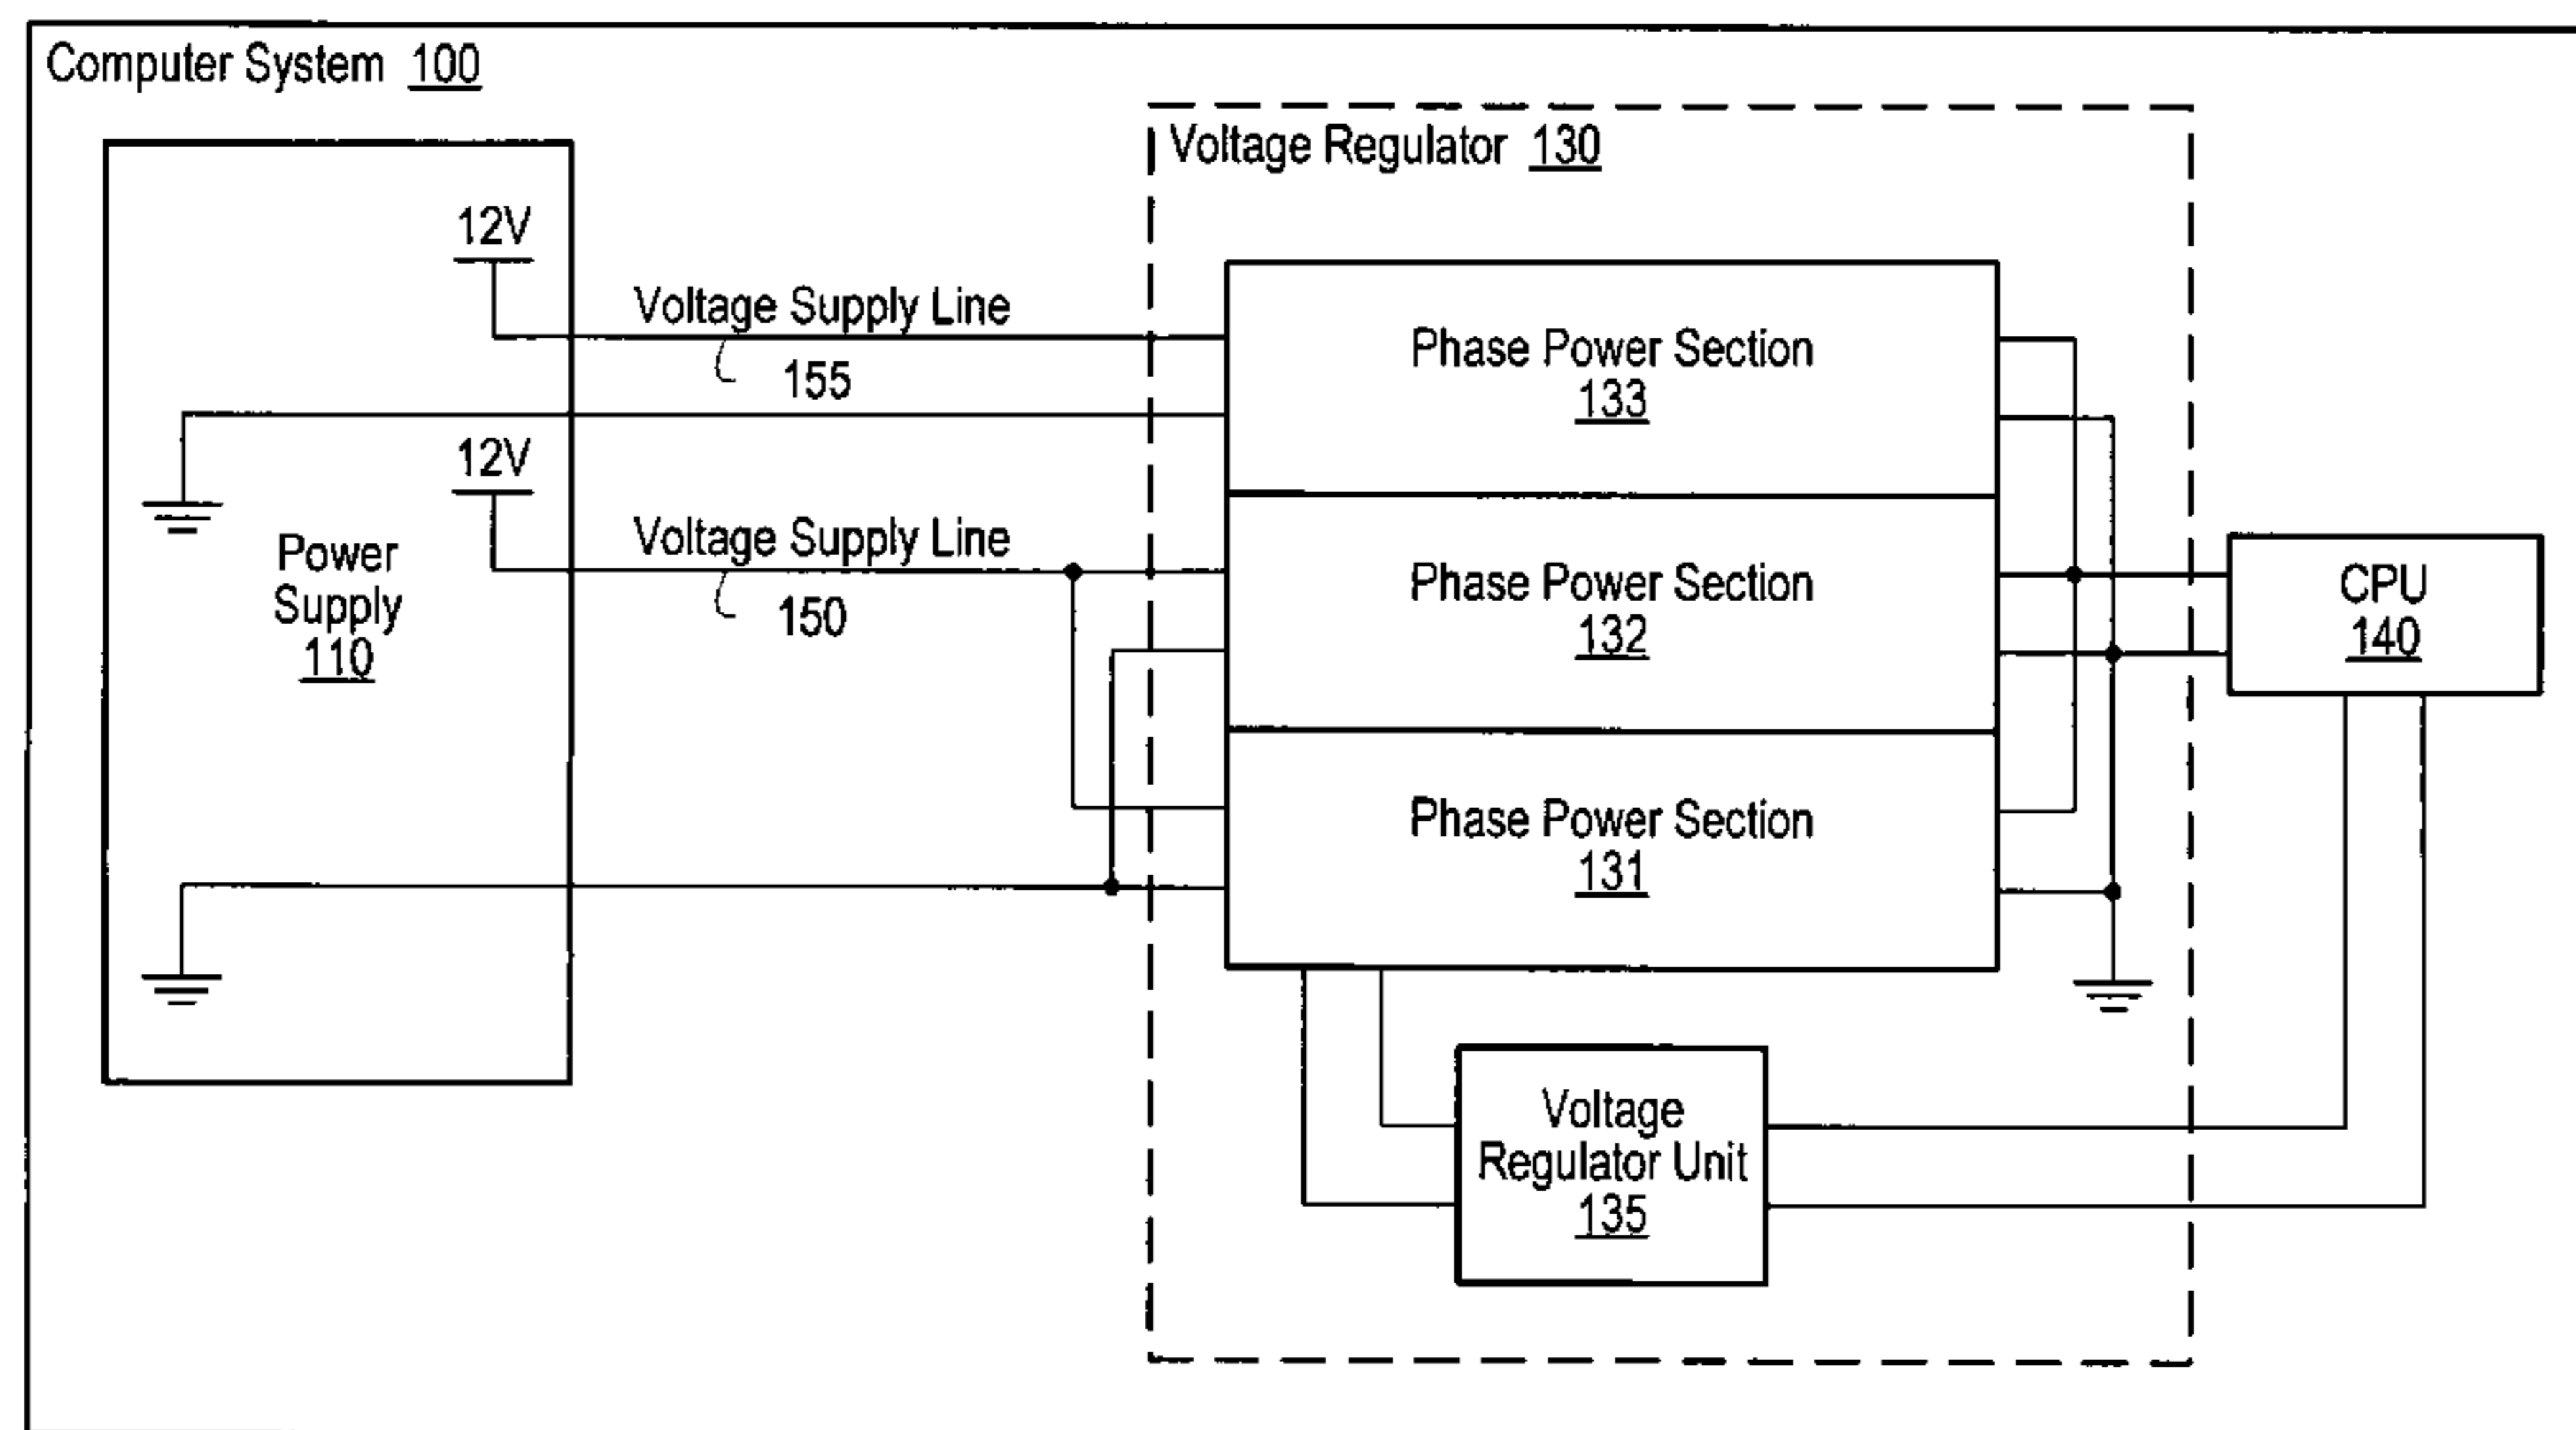 Computer System 100
Voltage Regulator 130
12V
Voltage Supply Line
155
12V
Voltage Supply Line
150
Power
Supply
110
Phase Power Section
133
Phase Power Section
132
Phase Power Section
131
CPU
140
Voltage
Regulator Unit
135